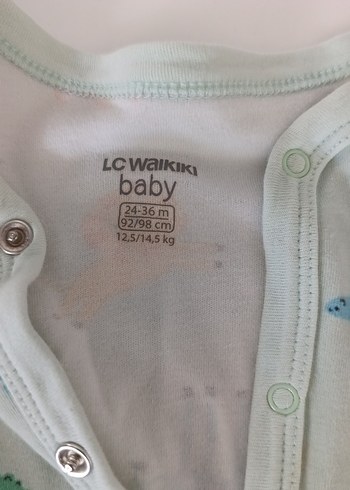 LC WAIKIKI
baby
24-36 m
92/98 cm
12,5/14,5 kg